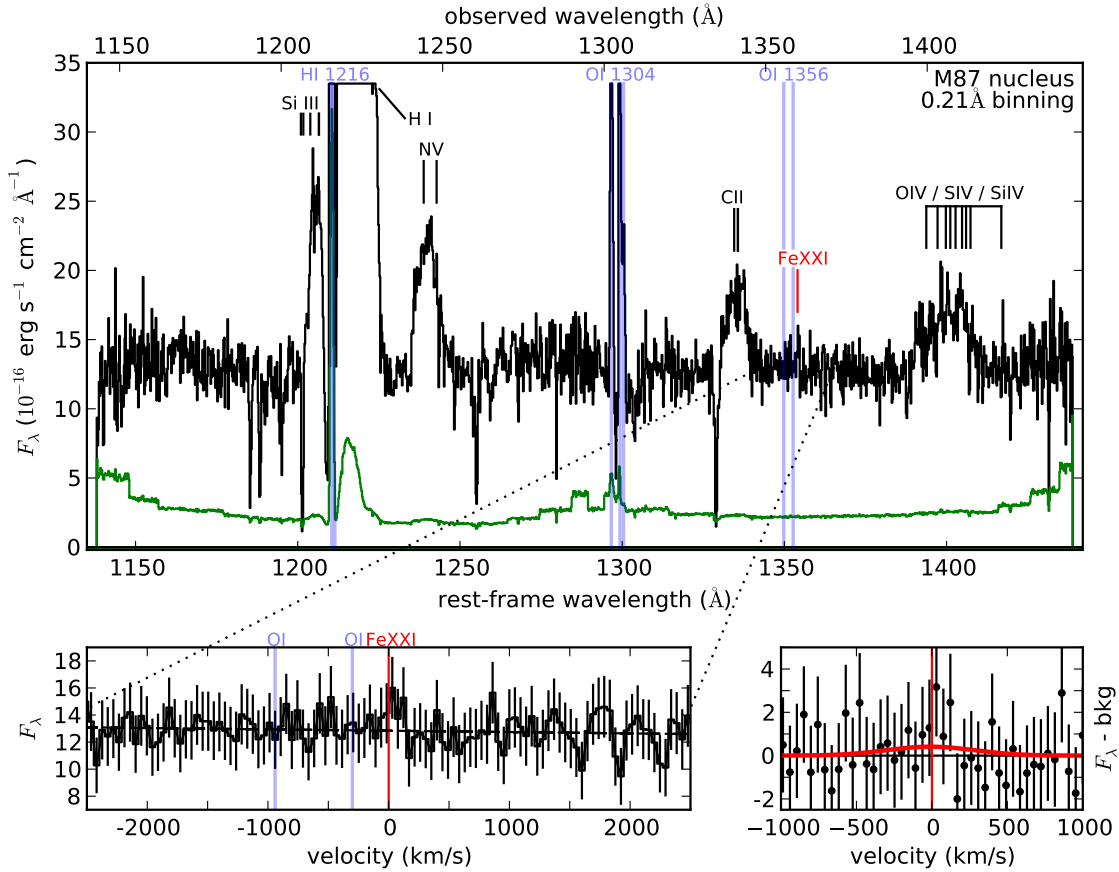 observed wavelength (Å)
1150 1200 1250 1300 1350 1400
35
30
25
20
15
10
5
0
F_λ (10^−16 erg s^−1 cm^−2 Å^−1)
HI 1216
OI 1304
OI 1356
M87 nucleus
0.21Å binning
Si III
H I
NV
CII
FeXXI
OIV / SIV / SiIV
1150 1200 1250 1300 1350 1400
rest-frame wavelength (Å)
OI OI FeXXI
18
16
14
12
10
8
F_λ
-2000 -1000 0 1000 2000
velocity (km/s)
4
2
0
-2
F_λ - bkg
-1000 -500 0 500 1000
velocity (km/s)